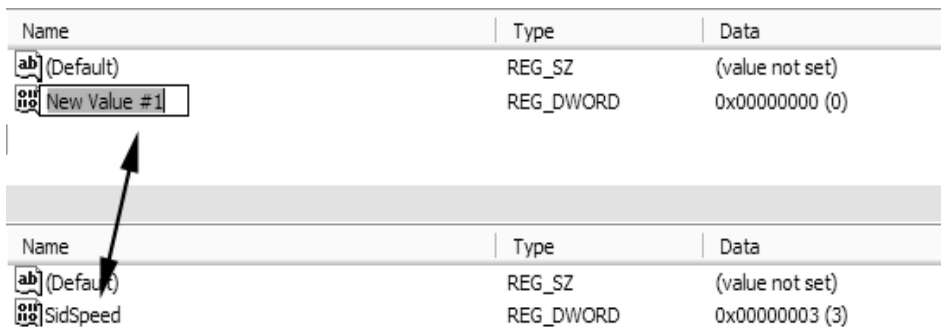 Name Type Data
(Default) REG_SZ (value not set)
New Value #1 REG_DWORD 0x00000000 (0)
Name Type Data
(Default) REG_SZ (value not set)
SidSpeed REG_DWORD 0x00000003 (3)